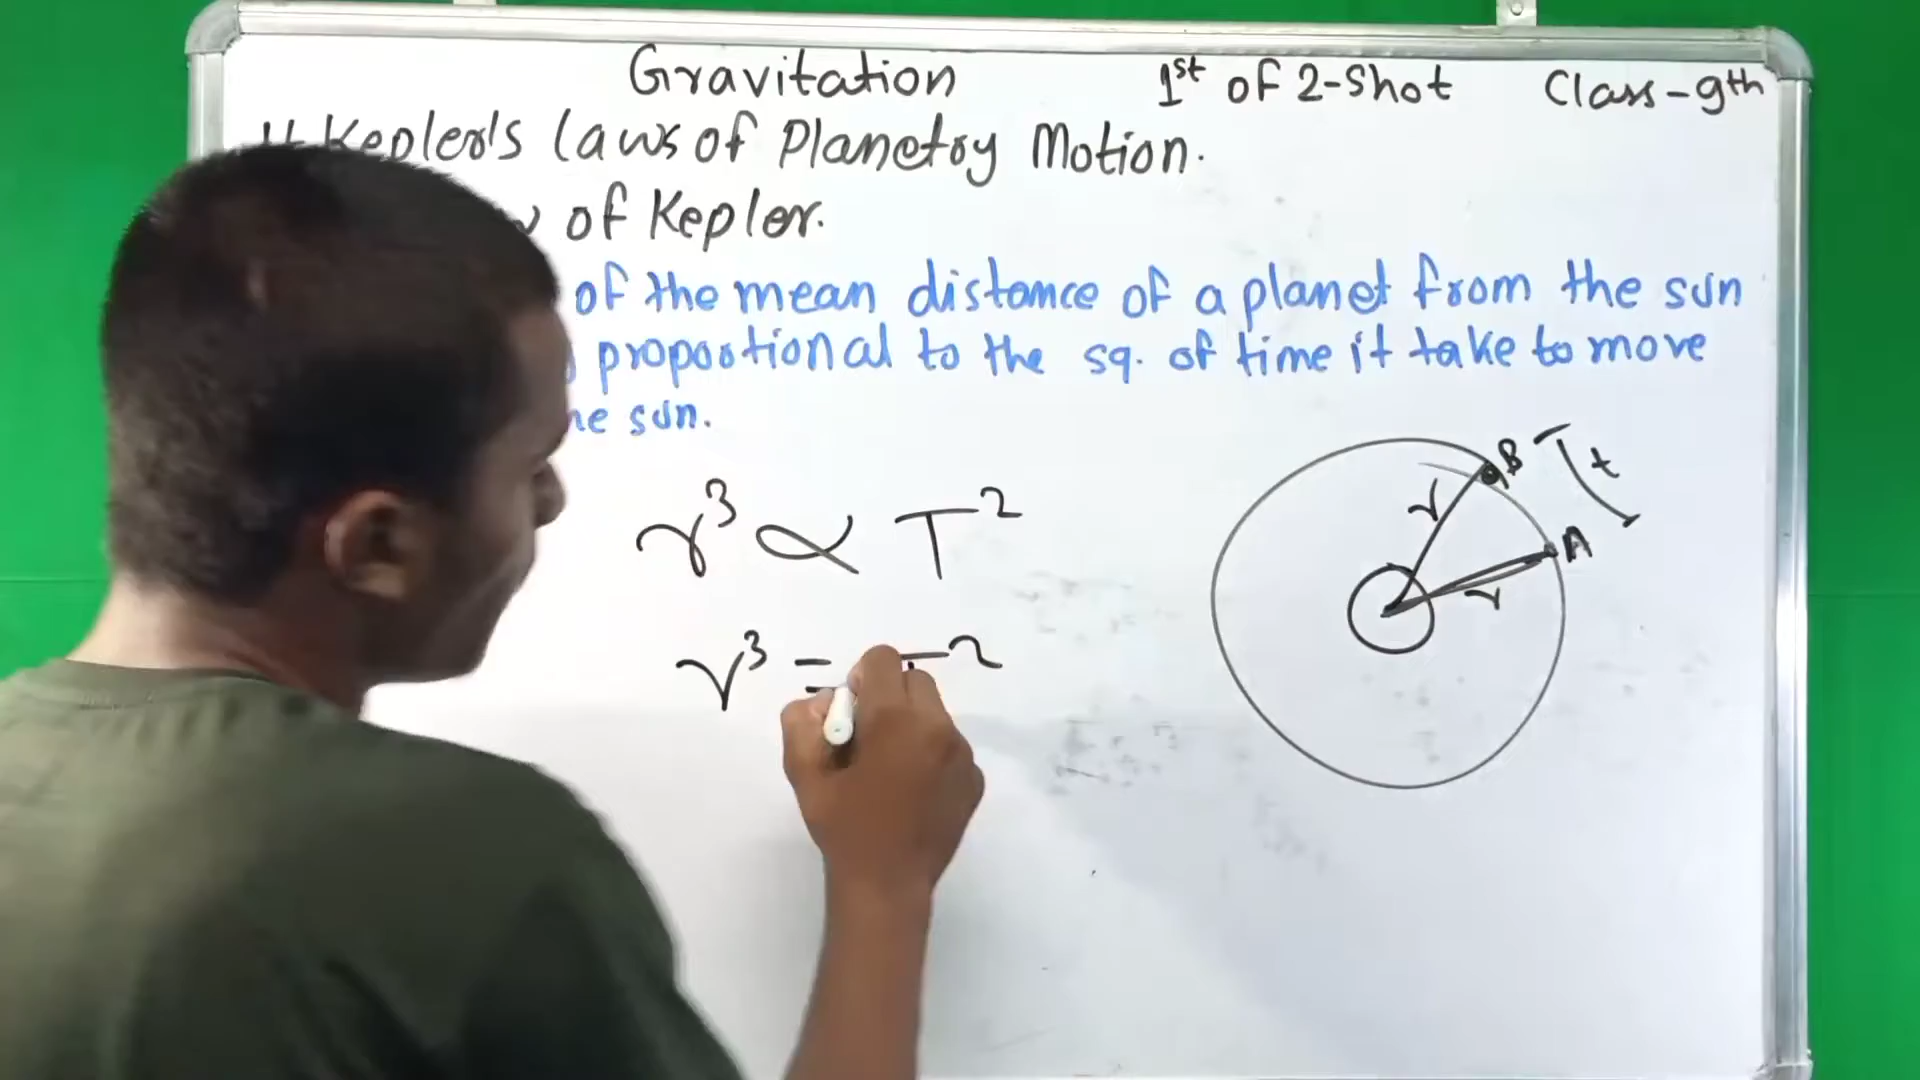 Gravitation 1st of 2-Shot Class-9th
Kepler's laws of Planetry Motion.
of Kepler.
of the mean distance of a planet from the sun
proportional to the sq. of time it take to move
sun.
r³ ∝ T²
r³ = T²
B
t
r
A
r